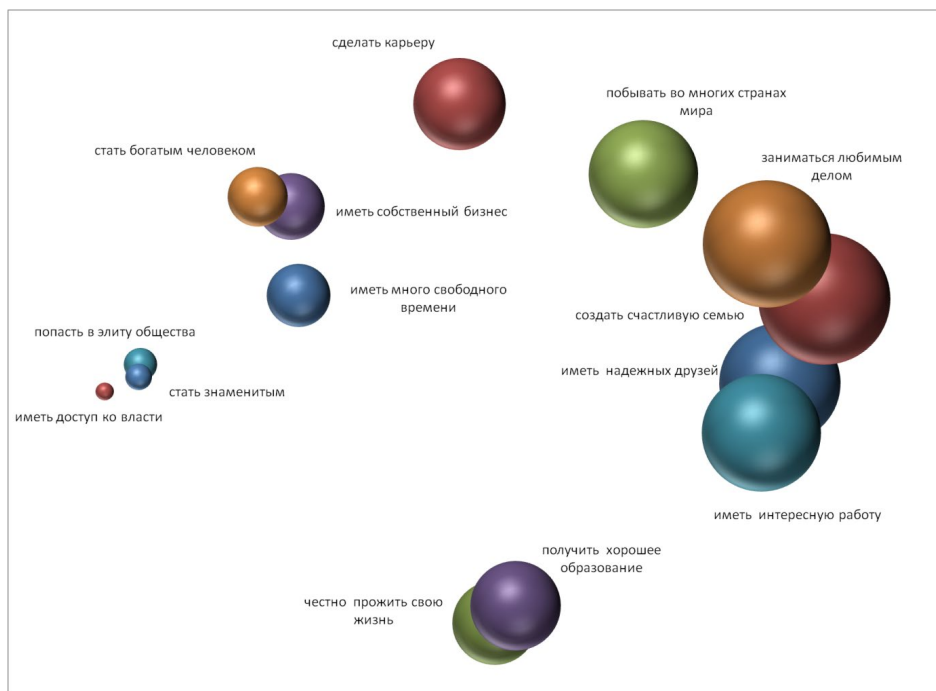 сделать карьеру
побывать во многих странах
мира
стать богатым человеком
заниматься любимым
делом
иметь собственный бизнес
иметь много свободного
времени
создать счастливую семью
попасть в элиту общества
иметь надежных друзей
стать знаменитым
иметь доступ ко власти
иметь интересную работу
получить хорошее
образование
честно прожить свою
жизнь